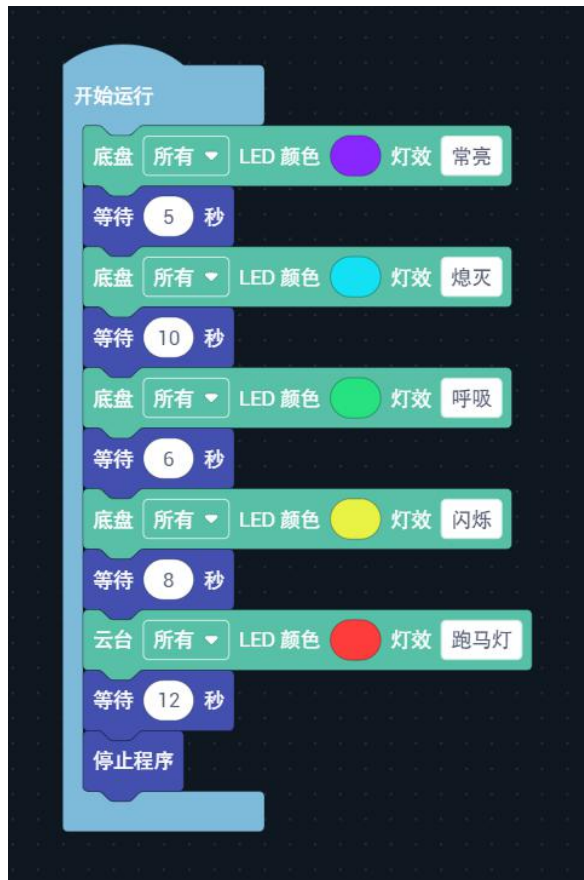 开始运行
底盘 所有 LED 颜色 灯效 常亮
等待 5 秒
底盘 所有 LED 颜色 灯效 熄灭
等待 10 秒
底盘 所有 LED 颜色 灯效 呼吸
等待 6 秒
底盘 所有 LED 颜色 灯效 闪烁
等待 8 秒
云台 所有 LED 颜色 灯效 跑马灯
等待 12 秒
停止程序